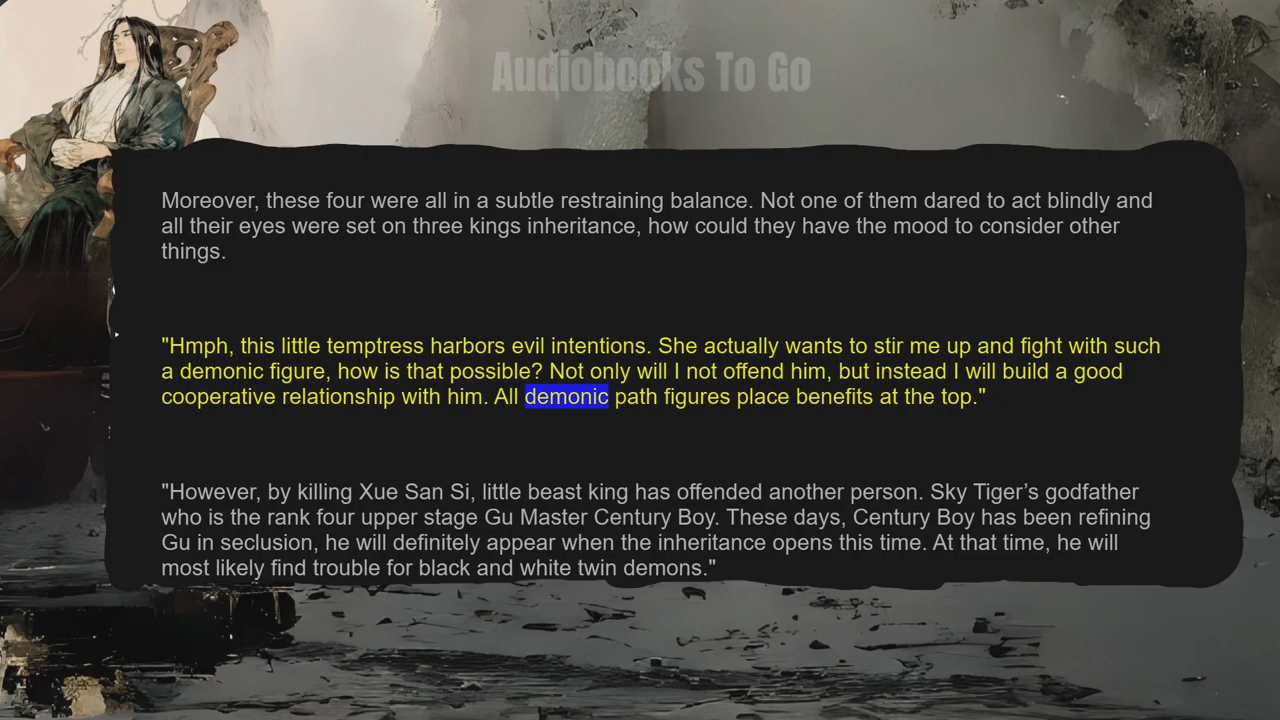 Audiobooks To Go
Moreover, these four were all in a subtle restraining balance. Not one of them dared to act blindly and
all their eyes were set on three kings inheritance, how could they have the mood to consider other
things.
"Hmph, this little temptress harbors evil intentions. She actually wants to stir me up and fight with such
a demonic figure, how is that possible? Not only will I not offend him, but instead I will build a good
cooperative relationship with him. All demonic path figures place benefits at the top."
"However, by killing Xue San Si, little beast king has offended another person. Sky Tiger’s godfather
who is the rank four upper stage Gu Master Century Boy. These days, Century Boy has been refining
Gu in seclusion, he will definitely appear when the inheritance opens this time. At that time, he will
most likely find trouble for black and white twin demons."